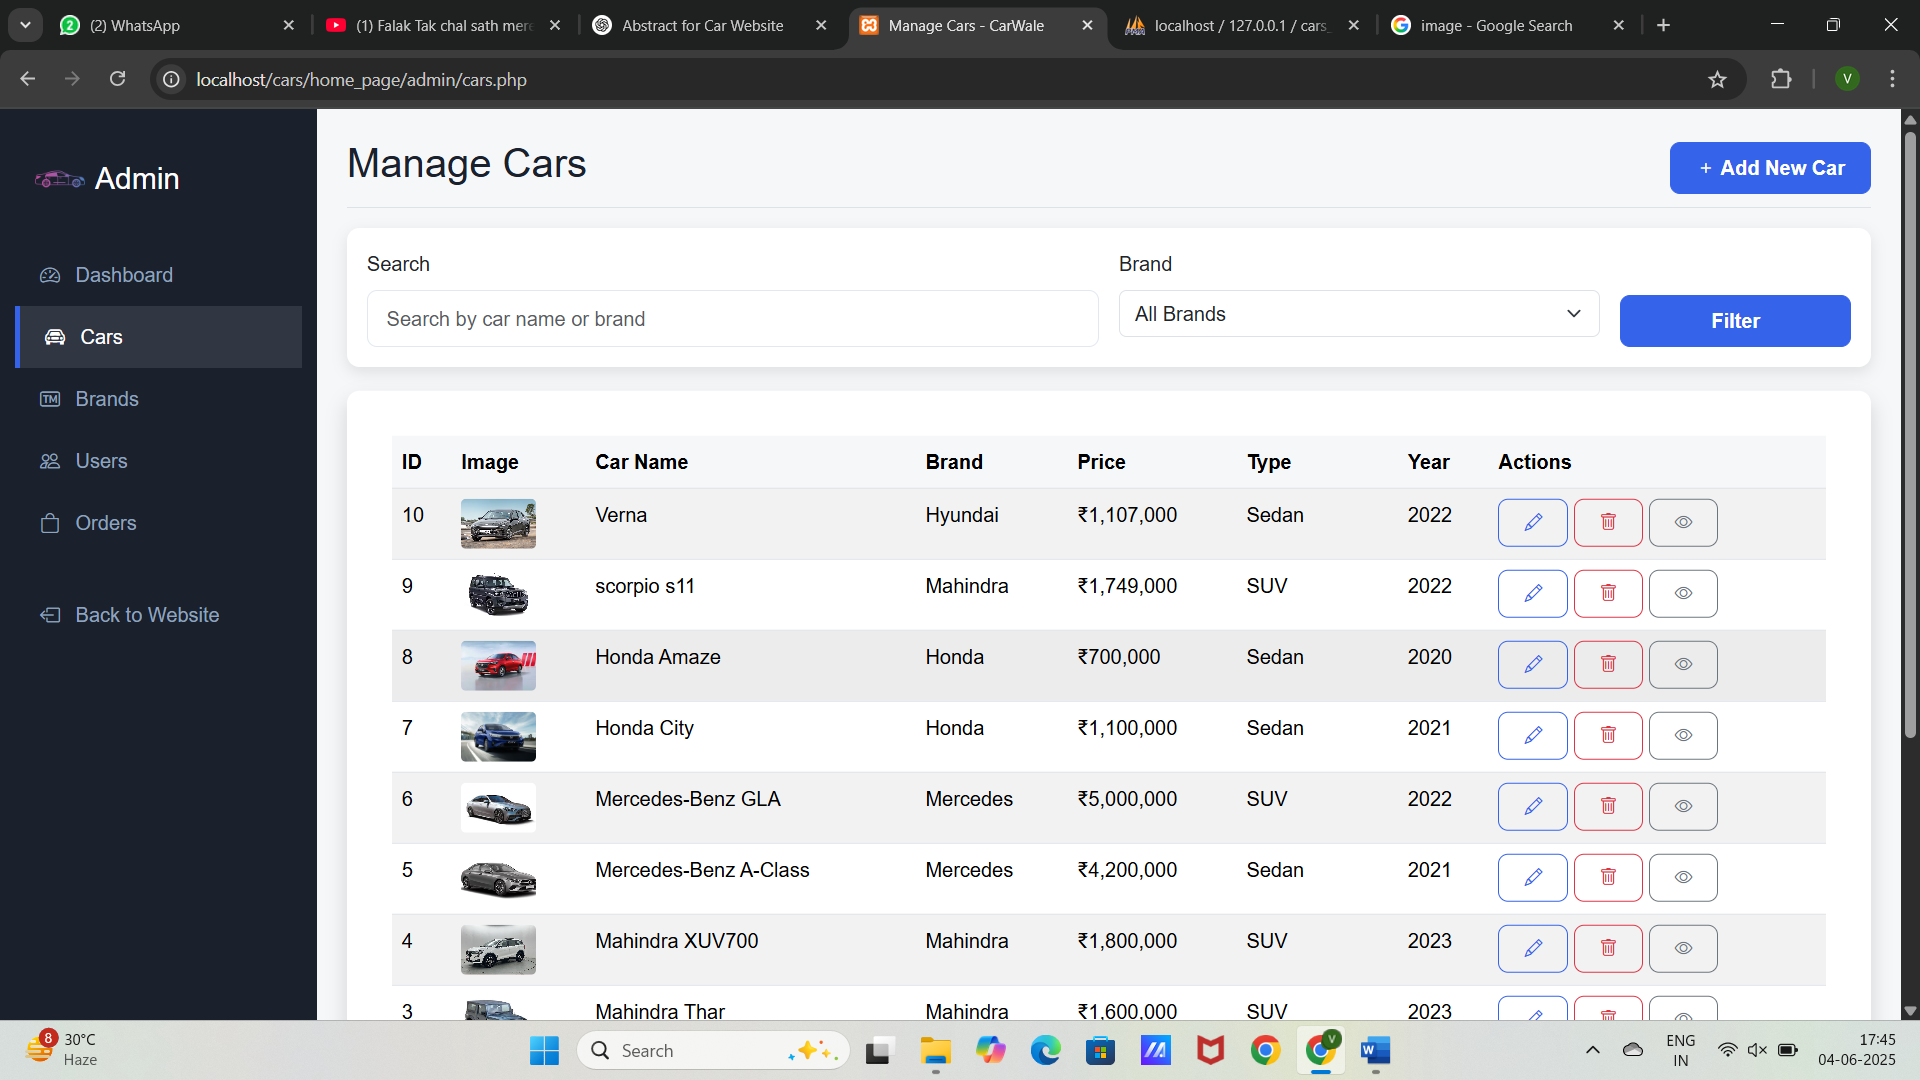 (2) WhatsApp
(1) Falak Tak chal sath mere
Abstract for Car Website
Manage Cars - CarWale
localhost / 127.0.0.1 / cars_
image - Google Search
localhost/cars/home_page/admin/cars.php
V
Admin
Dashboard
Cars
Brands
Users
Orders
Back to Website
Manage Cars
+ Add New Car
Search
Brand
Search by car name or brand
All Brands
Filter
ID Image Car Name Brand Price Type Year Actions
10 Verna Hyundai ₹1,107,000 Sedan 2022
9 scorpio s11 Mahindra ₹1,749,000 SUV 2022
8 Honda Amaze Honda ₹700,000 Sedan 2020
7 Honda City Honda ₹1,100,000 Sedan 2021
6 Mercedes-Benz GLA Mercedes ₹5,000,000 SUV 2022
5 Mercedes-Benz A-Class Mercedes ₹4,200,000 Sedan 2021
4 Mahindra XUV700 Mahindra ₹1,800,000 SUV 2023
3 Mahindra Thar Mahindra ₹1,600,000 SUV 2023
8
30°C
Haze
Search
ENG
IN
17:45
04-06-2025